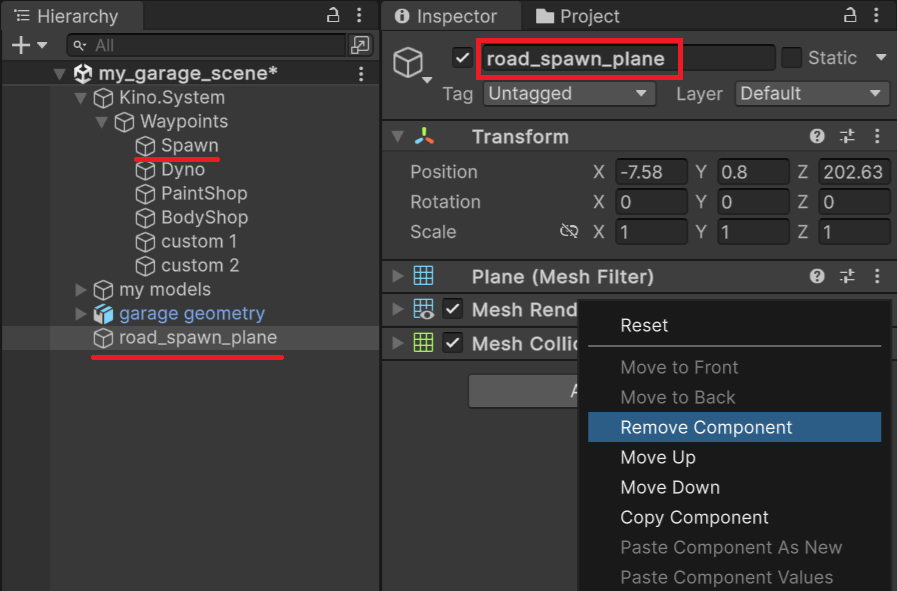 Hierarchy
All
my_garage_scene*
Kino.System
Waypoints
Spawn
Dyno
PaintShop
BodyShop
custom 1
custom 2
my models
garage geometry
road_spawn_plane
Inspector
Project
road_spawn_plane
Static
Tag
Untagged
Layer
Default
Transform
Position X -7.58 Y 0.8 Z 202.63
Rotation X 0 Y 0 Z 0
Scale X 1 Y 1 Z 1
Plane (Mesh Filter)
Mesh Rend
Mesh Collic
A
Reset
Move to Front
Move to Back
Remove Component
Move Up
Move Down
Copy Component
Paste Component As New
Paste Component Values